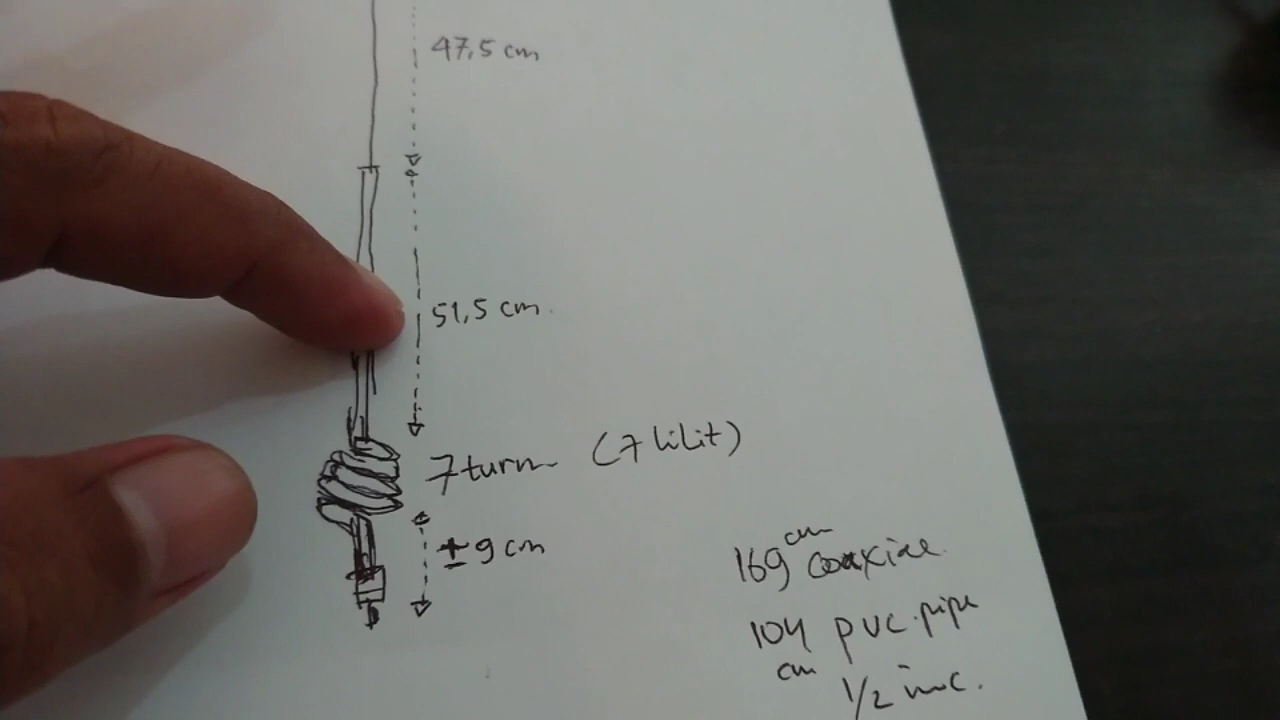 47,5 cm
51,5 cm.
7 turn (7 lilit)
± 9 cm
169 cm coaxial
104 pvc pipe
cm
1/2 inc.